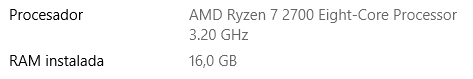 Procesador AMD Ryzen 7 2700 Eight-Core Processor
3.20 GHz
RAM instalada 16,0 GB